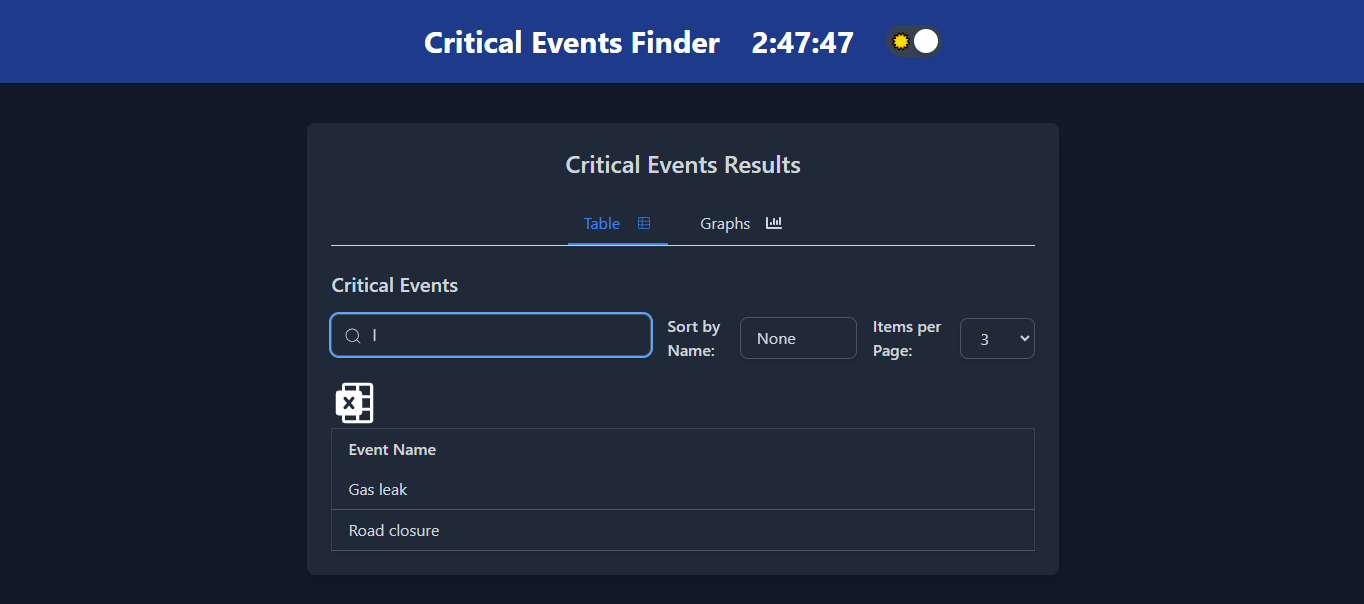 Critical Events Finder 2:47:47
Critical Events Results
Table Graphs
Critical Events
l
Sort by
Name:
None
Items per
Page:
3
Event Name
Gas leak
Road closure